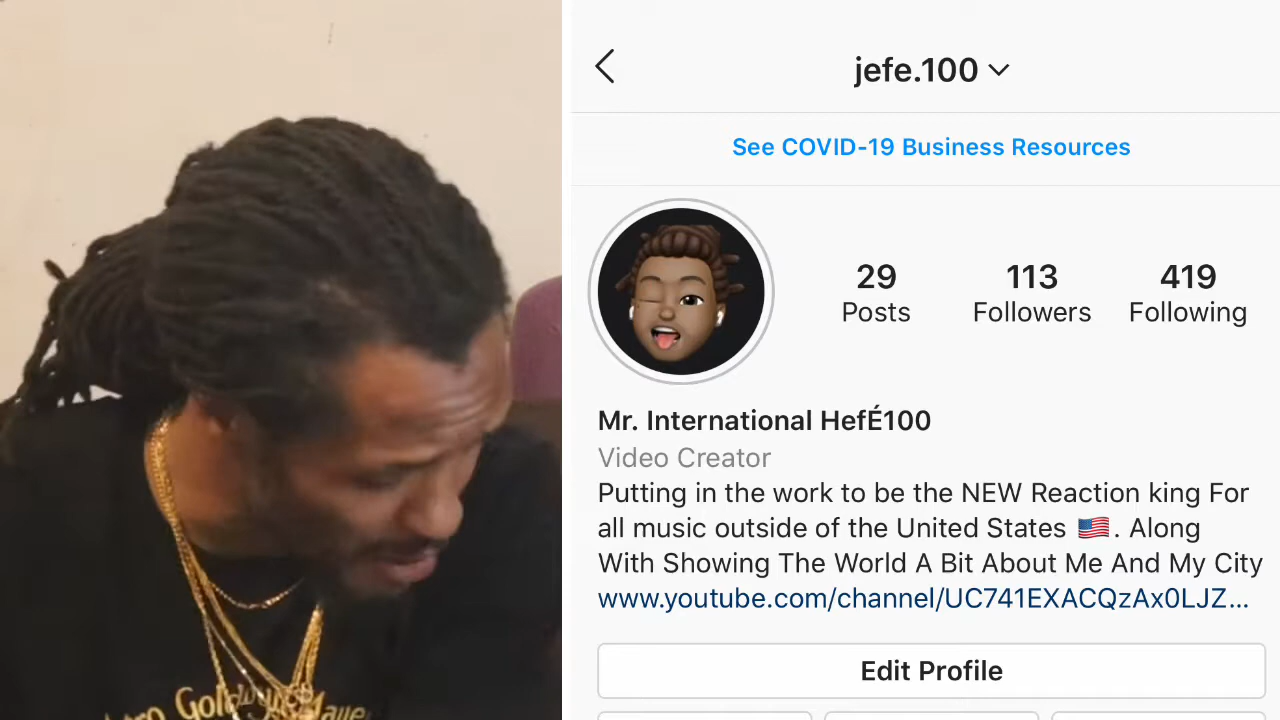 jefe.100
See COVID-19 Business Resources
29
113
419
Posts
Followers
Following
Mr. International HefÉ100
Video Creator
Putting in the work to be the NEW Reaction king For
all music outside of the United States 🇺🇸. Along
With Showing The World A Bit About Me And My City
www.youtube.com/channel/UC741EXACQzAx0LJZ...
Edit Profile